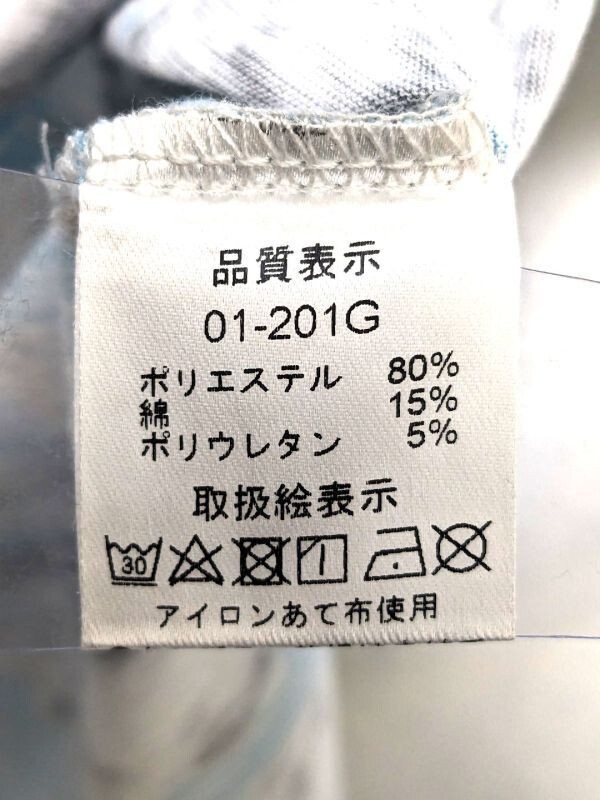 品質表示
01-201G
ポリエステル 80%
綿 15%
ポリウレタン 5%
取扱絵表示
30
アイロンあて布使用